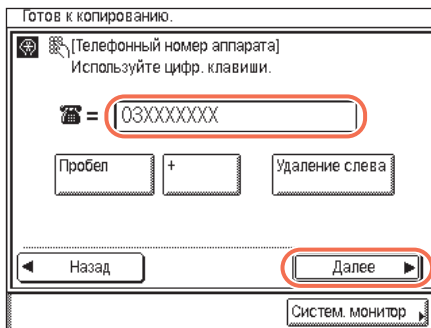 Готов к копированию.
[Телефонный номер аппарата]
Используйте цифр. клавиши.
= 03XXXXXXX
Пробел + Удаление слева
Назад Далее
Систем. монитор